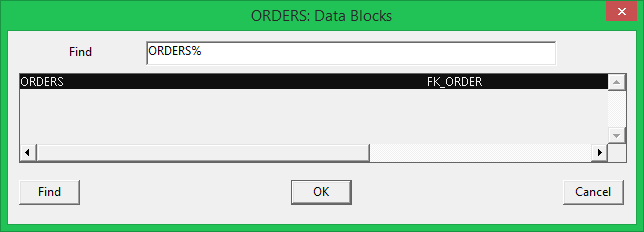 ORDERS: Data Blocks
Find ORDERS%
ORDERS FK_ORDER
Find OK Cancel